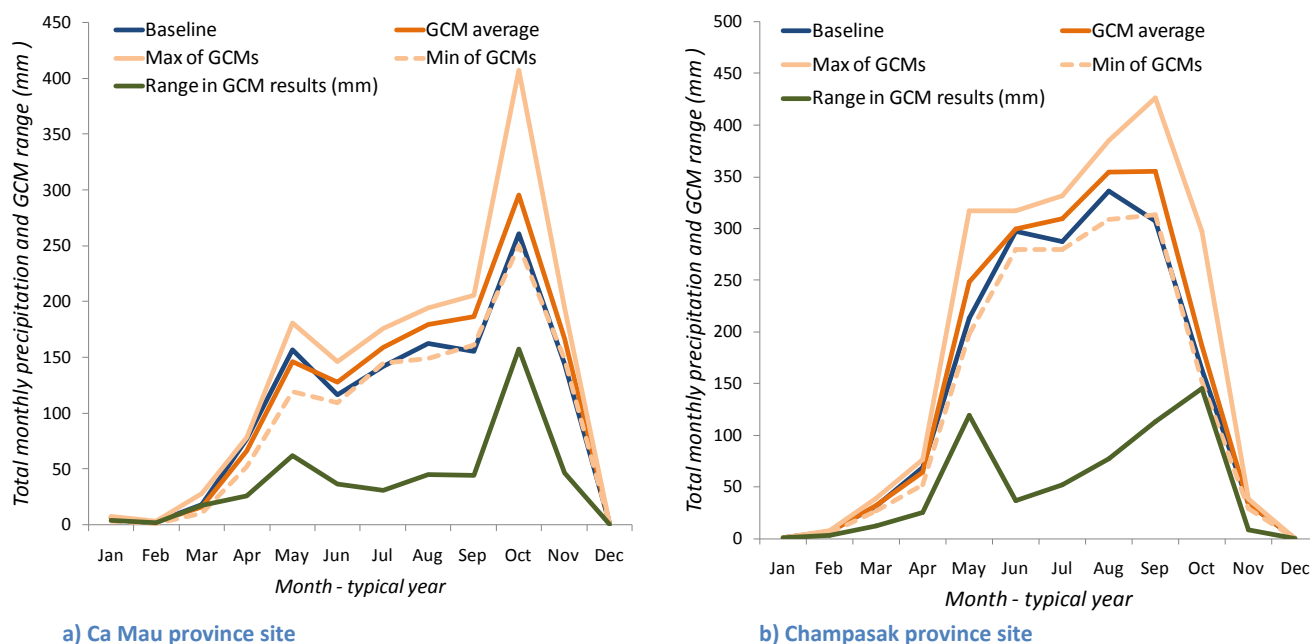 Total monthly precipitation and GCM range (mm )
450
400
350
300
250
200
150
100
50
0
Baseline
GCM average
Max of GCMs
Min of GCMs
Range in GCM results (mm)
Jan Feb Mar Apr May Jun Jul Aug Sep Oct Nov Dec
Month - typical year
a) Ca Mau province site
Total monthly precipitation and GCM range (mm )
500
450
400
350
300
250
200
150
100
50
0
Baseline
GCM average
Max of GCMs
Min of GCMs
Range in GCM results (mm)
Jan Feb Mar Apr May Jun Jul Aug Sep Oct Nov Dec
Month - typical year
b) Champasak province site